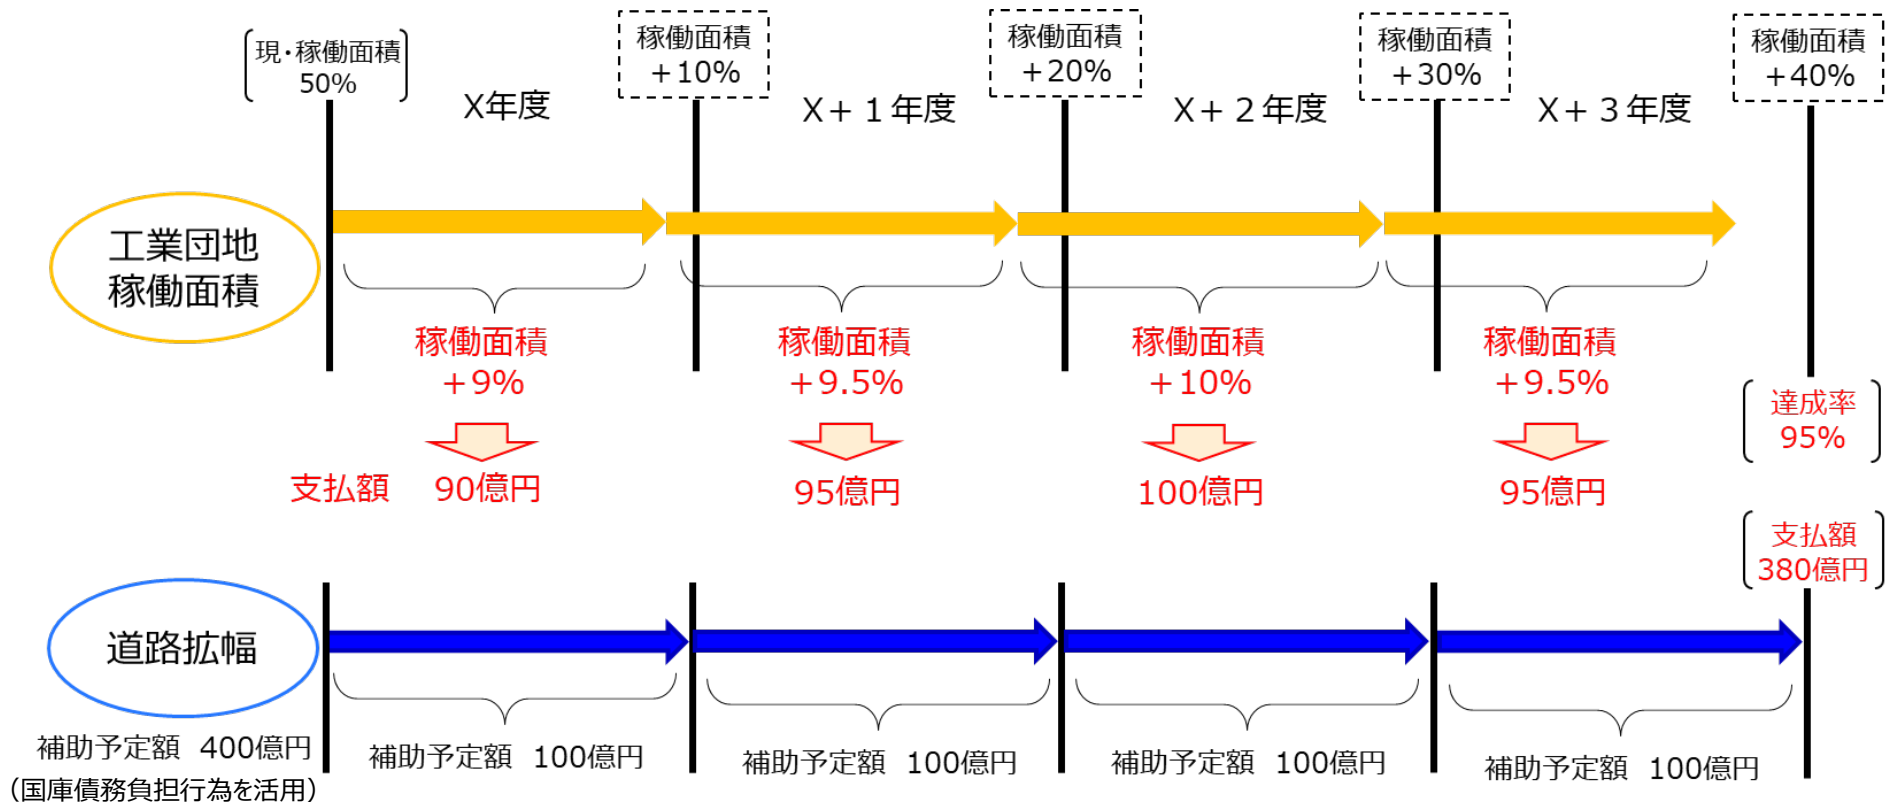 現・稼働面積
50%
X年度
稼働面積
+10%
X+１年度
稼働面積
+20%
X+２年度
稼働面積
+30%
X+３年度
稼働面積
+40%
工業団地
稼働面積
稼働面積
+9%
稼働面積
+9.5%
稼働面積
+10%
稼働面積
+9.5%
達成率
95%
支払額 90億円
95億円
100億円
95億円
支払額
380億円
道路拡幅
補助予定額 400億円
（国庫債務負担行為を活用）
補助予定額 100億円
補助予定額 100億円
補助予定額 100億円
補助予定額 100億円